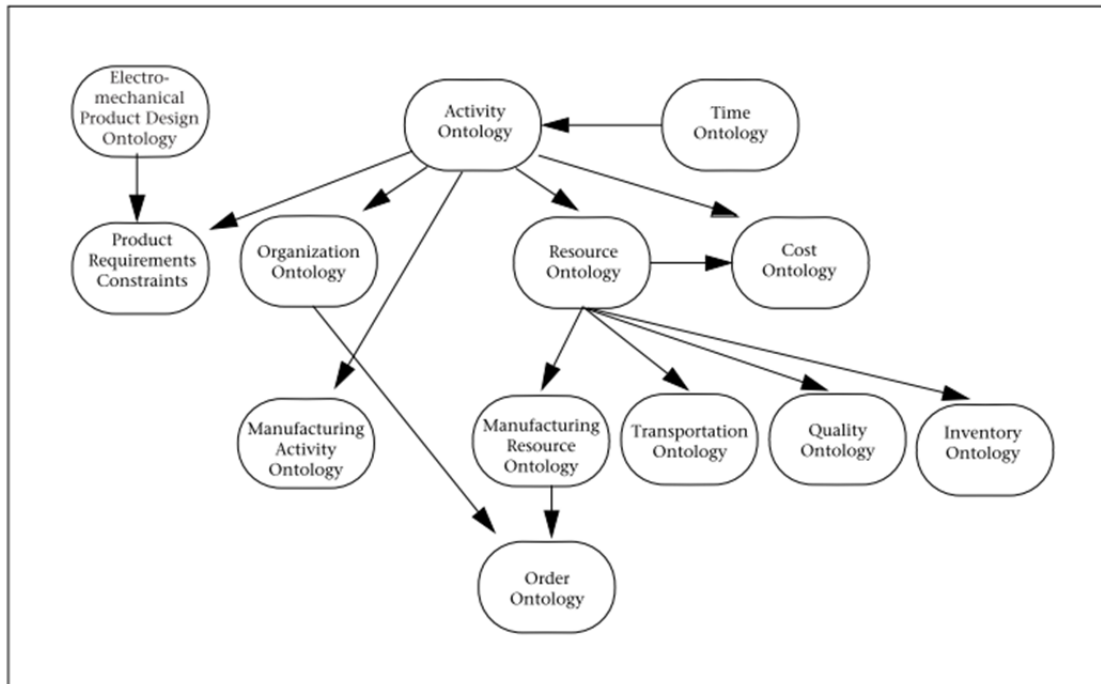 Electro-
mechanical
Product Design
Ontology
Activity
Ontology
Time
Ontology
Product
Requirements
Constraints
Organization
Ontology
Resource
Ontology
Cost
Ontology
Manufacturing
Activity
Ontology
Manufacturing
Resource
Ontology
Transportation
Ontology
Quality
Ontology
Inventory
Ontology
Order
Ontology